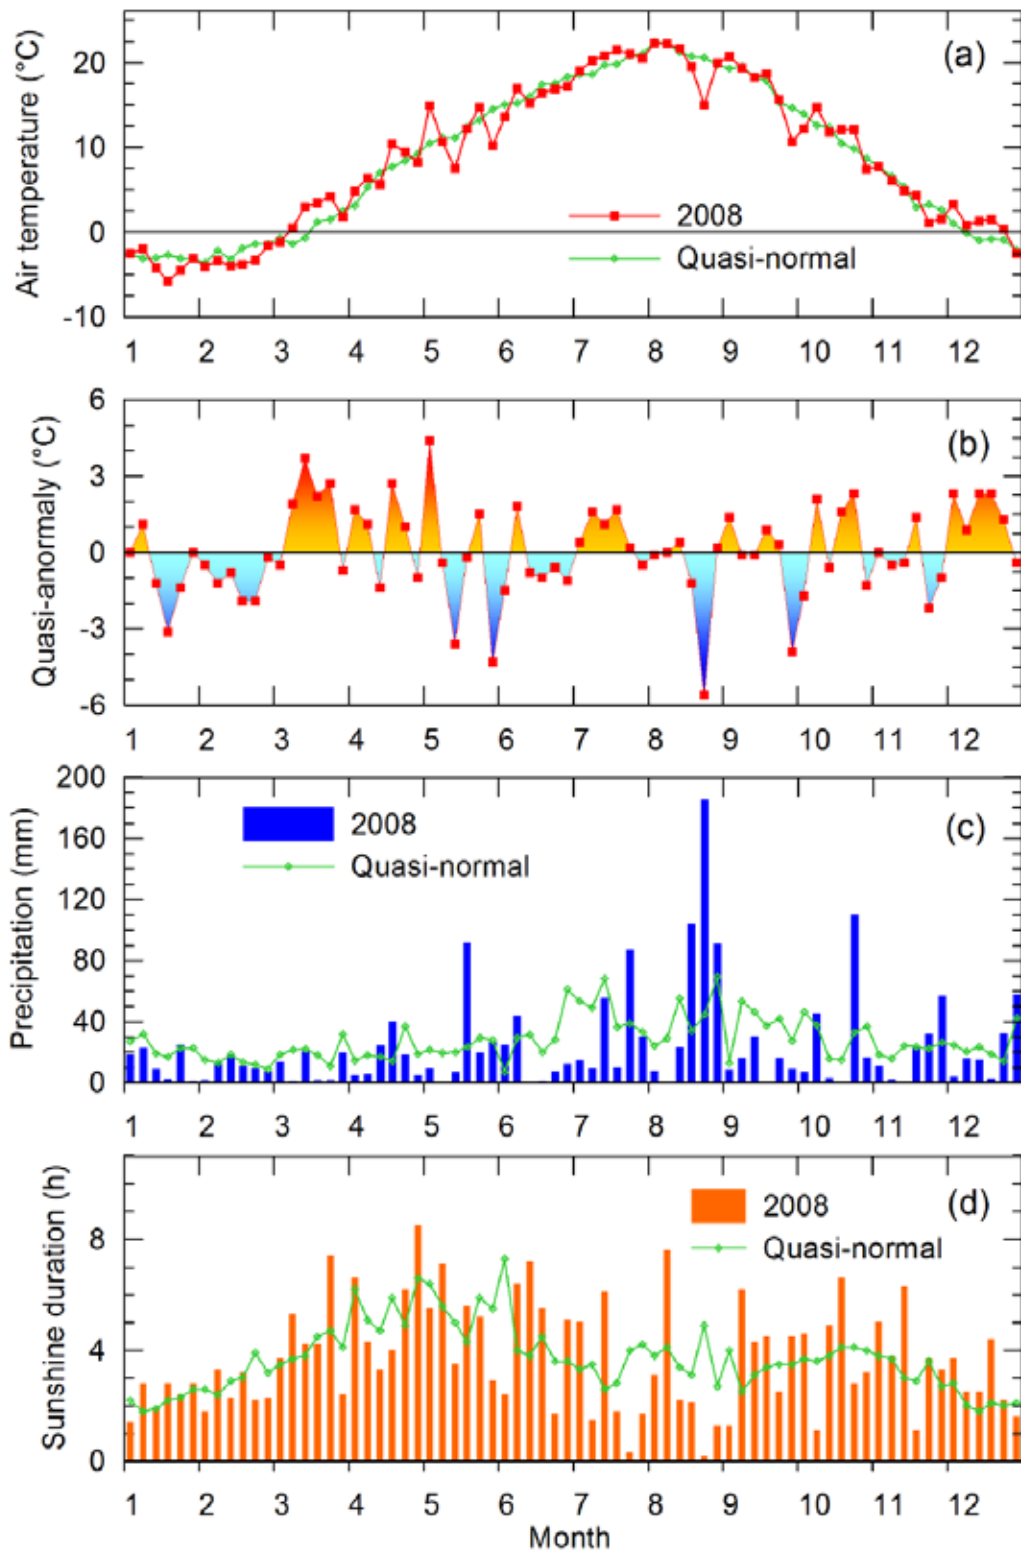 (a)
Air temperature (°C)
20
10
0
-10
2008
Quasi-normal
1 2 3 4 5 6 7 8 9 10 11 12
(b)
Quasi-anormaly (°C)
6
3
0
-3
-6
1 2 3 4 5 6 7 8 9 10 11 12
(c)
Precipitation (mm)
200
160
120
80
40
0
2008
Quasi-normal
1 2 3 4 5 6 7 8 9 10 11 12
(d)
Sunshine duration (h)
8
4
0
2008
Quasi-normal
1 2 3 4 5 6 7 8 9 10 11 12
Month